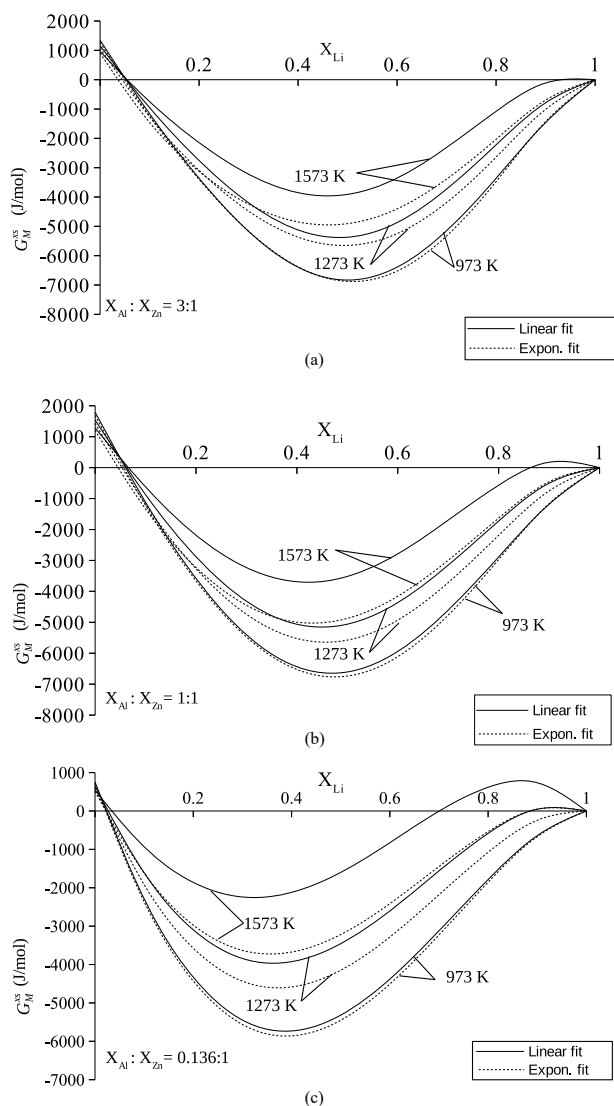 2000
1000
0
-1000
-2000
-3000
-4000
-5000
-6000
-7000
-8000
G_M^xs (J/mol)
X_Li
0.2 0.4 0.6 0.8 1
1573 K
1273 K
973 K
X_Al : X_Zn = 3:1
Linear fit
Expon. fit
(a)
2000
1000
0
-1000
-2000
-3000
-4000
-5000
-6000
-7000
-8000
G_M^xs (J/mol)
X_Li
0.2 0.4 0.6 0.8 1
1573 K
1273 K
973 K
X_Al : X_Zn = 1:1
Linear fit
Expon. fit
(b)
1000
0
-1000
-2000
-3000
-4000
-5000
-6000
-7000
G_M^xs (J/mol)
X_Li
0.2 0.4 0.6 0.8 1
1573 K
1273 K
973 K
X_Al : X_Zn = 0.136:1
Linear fit
Expon. fit
(c)